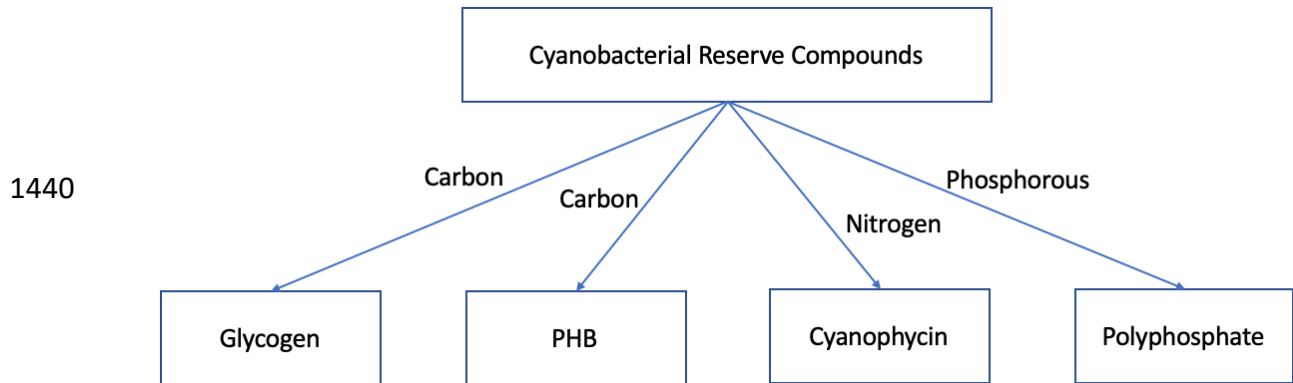 Cyanobacterial Reserve Compounds
1440
Carbon
Carbon
Nitrogen
Phosphorous
Glycogen
PHB
Cyanophycin
Polyphosphate